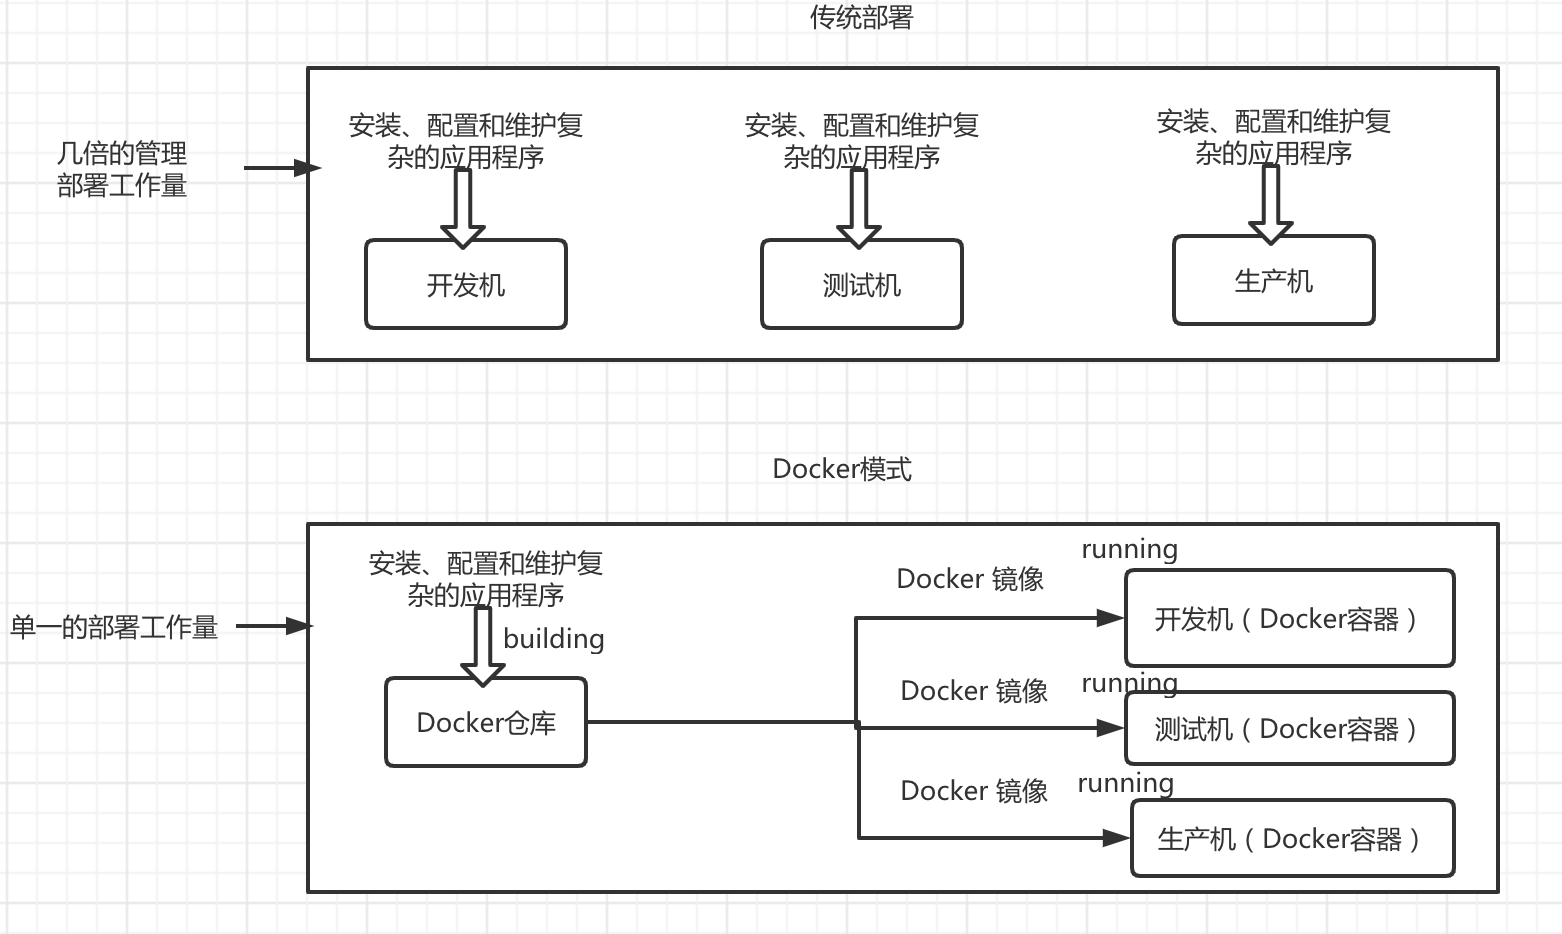 传统部署
几倍的管理
部署工作量
安装、配置和维护复
杂的应用程序
开发机
安装、配置和维护复
杂的应用程序
测试机
安装、配置和维护复
杂的应用程序
生产机
Docker模式
单一的部署工作量
安装、配置和维护复
杂的应用程序
building
Docker仓库
Docker 镜像
running
开发机（Docker容器）
Docker 镜像
running
测试机（Docker容器）
Docker 镜像
running
生产机（Docker容器）